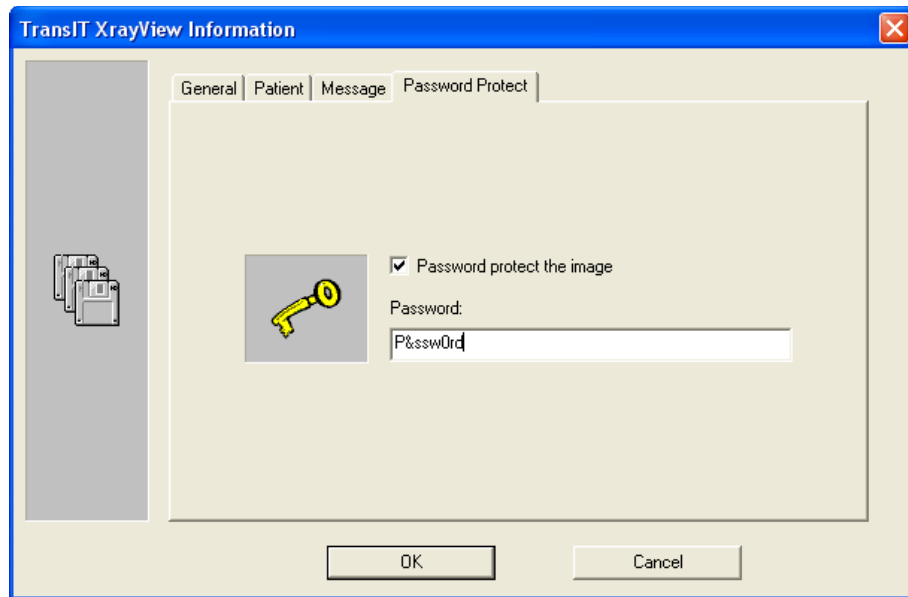 TransIT XrayView Information
General Patient Message Password Protect
Password protect the image
Password:
P&ssw0rd
OK Cancel